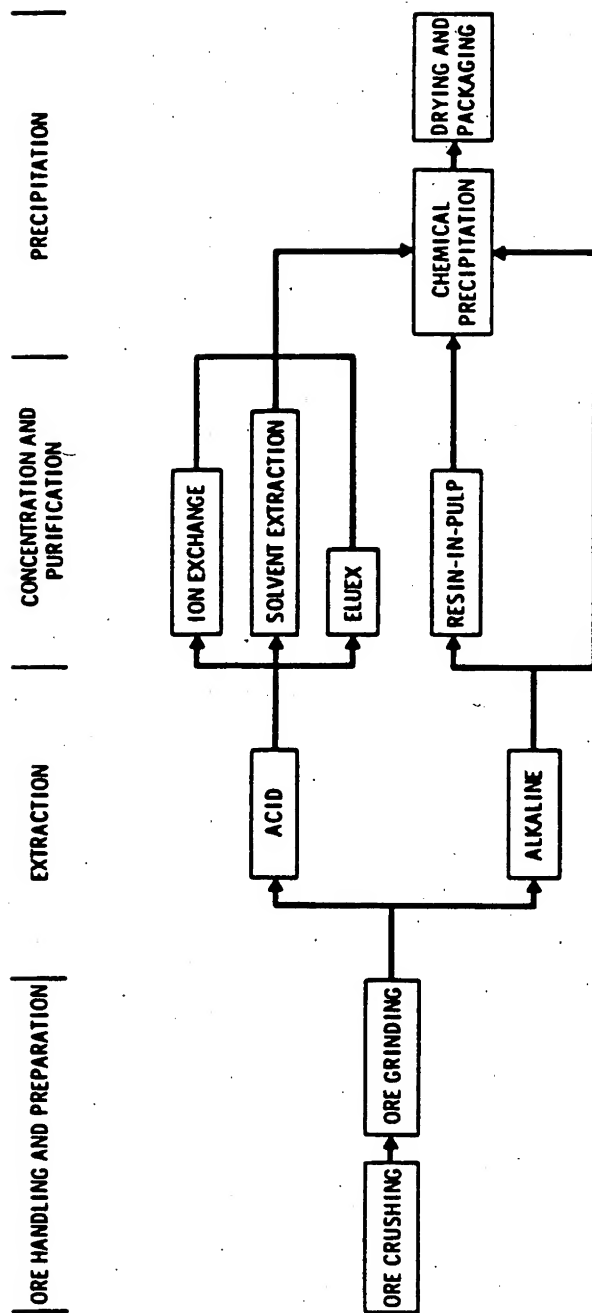 ORE HANDLING AND PREPARATION
EXTRACTION
CONCENTRATION AND
PURIFICATION
PRECIPITATION
ORE CRUSHING
ORE GRINDING
ACID
ALKALINE
ION EXCHANGE
SOLVENT EXTRACTION
ELUEX
RESIN-IN-PULP
CHEMICAL
PRECIPITATION
DRYING AND
PACKAGING